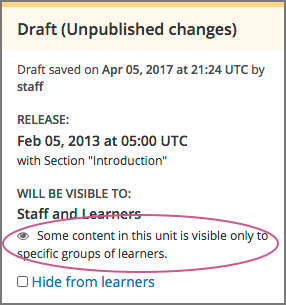 Draft (Unpublished changes)
Draft saved on Apr 05, 2017 at 21:24 UTC by
staff
RELEASE:
Feb 05, 2013 at 05:00 UTC
with Section "Introduction"
WILL BE VISIBLE TO:
Staff and Learners
Some content in this unit is visible only to
specific groups of learners.
Hide from learners